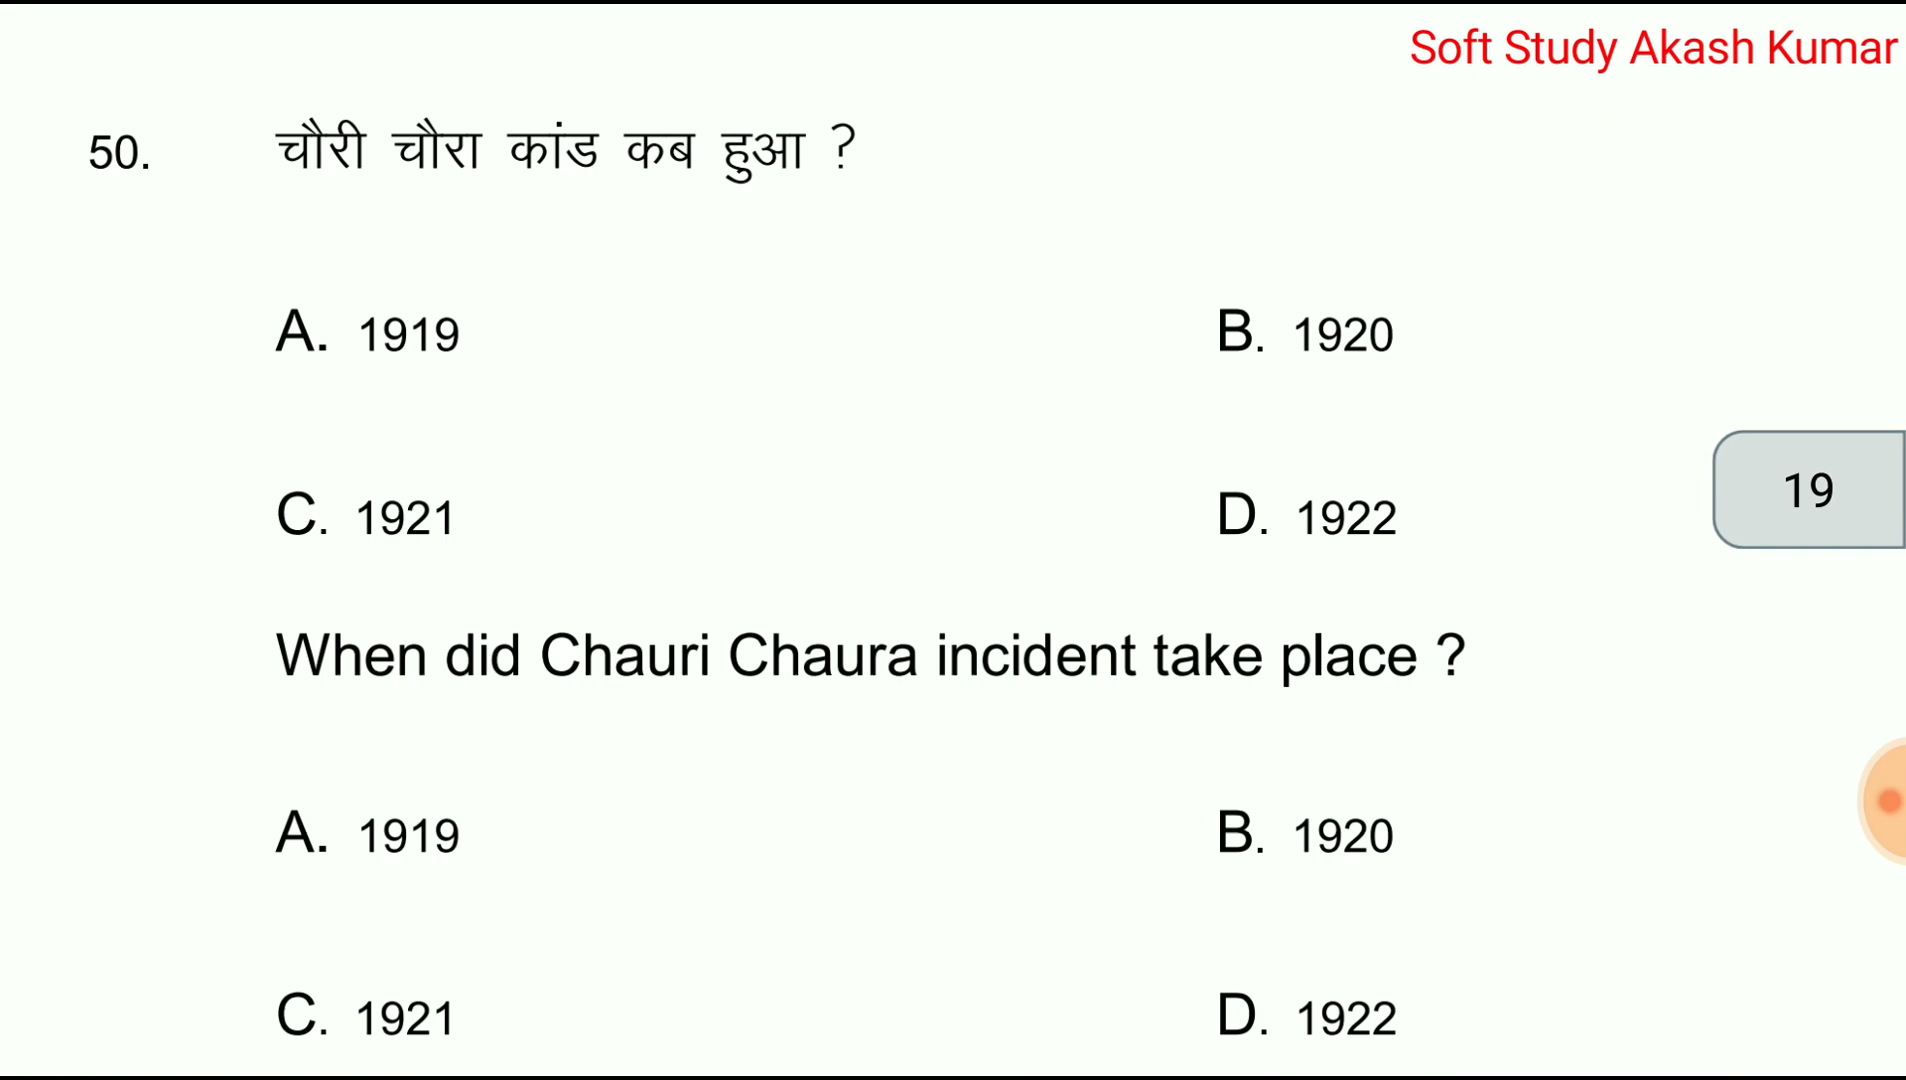 Soft Study Akash Kumar
50. चौरी चौरा कांड कब हुआ ?
A. 1919 B. 1920
C. 1921 D. 1922
19
When did Chauri Chaura incident take place ?
A. 1919 B. 1920
C. 1921 D. 1922